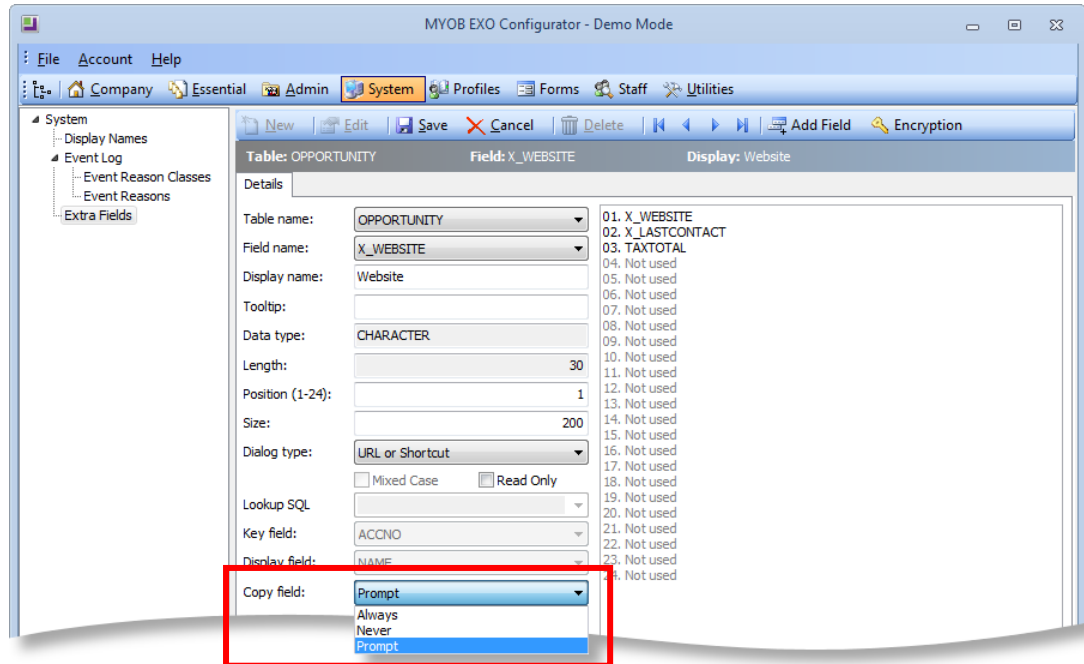 MYOB EXO Configurator - Demo Mode
File Account Help
Company Essential Admin System Profiles Forms Staff Utilities
System
Display Names
Event Log
Event Reason Classes
Event Reasons
Extra Fields
New Edit Save Cancel Delete Add Field Encryption
Table: OPPORTUNITY Field: X_WEBSITE Display: Website
Details
Table name: OPPORTUNITY
Field name: X_WEBSITE
Display name: Website
Tooltip:
Data type: CHARACTER
Length: 30
Position (1-24): 1
Size: 200
Dialog type: URL or Shortcut
Mixed Case Read Only
Lookup SQL
Key field: ACCNO
Display field: NAME
Copy field: Prompt
Always
Never
Prompt
01. X_WEBSITE
02. X_LASTCONTACT
03. TAXTOTAL
04. Not used
05. Not used
06. Not used
07. Not used
08. Not used
09. Not used
10. Not used
11. Not used
12. Not used
13. Not used
14. Not used
15. Not used
16. Not used
17. Not used
18. Not used
19. Not used
20. Not used
21. Not used
22. Not used
23. Not used
24. Not used